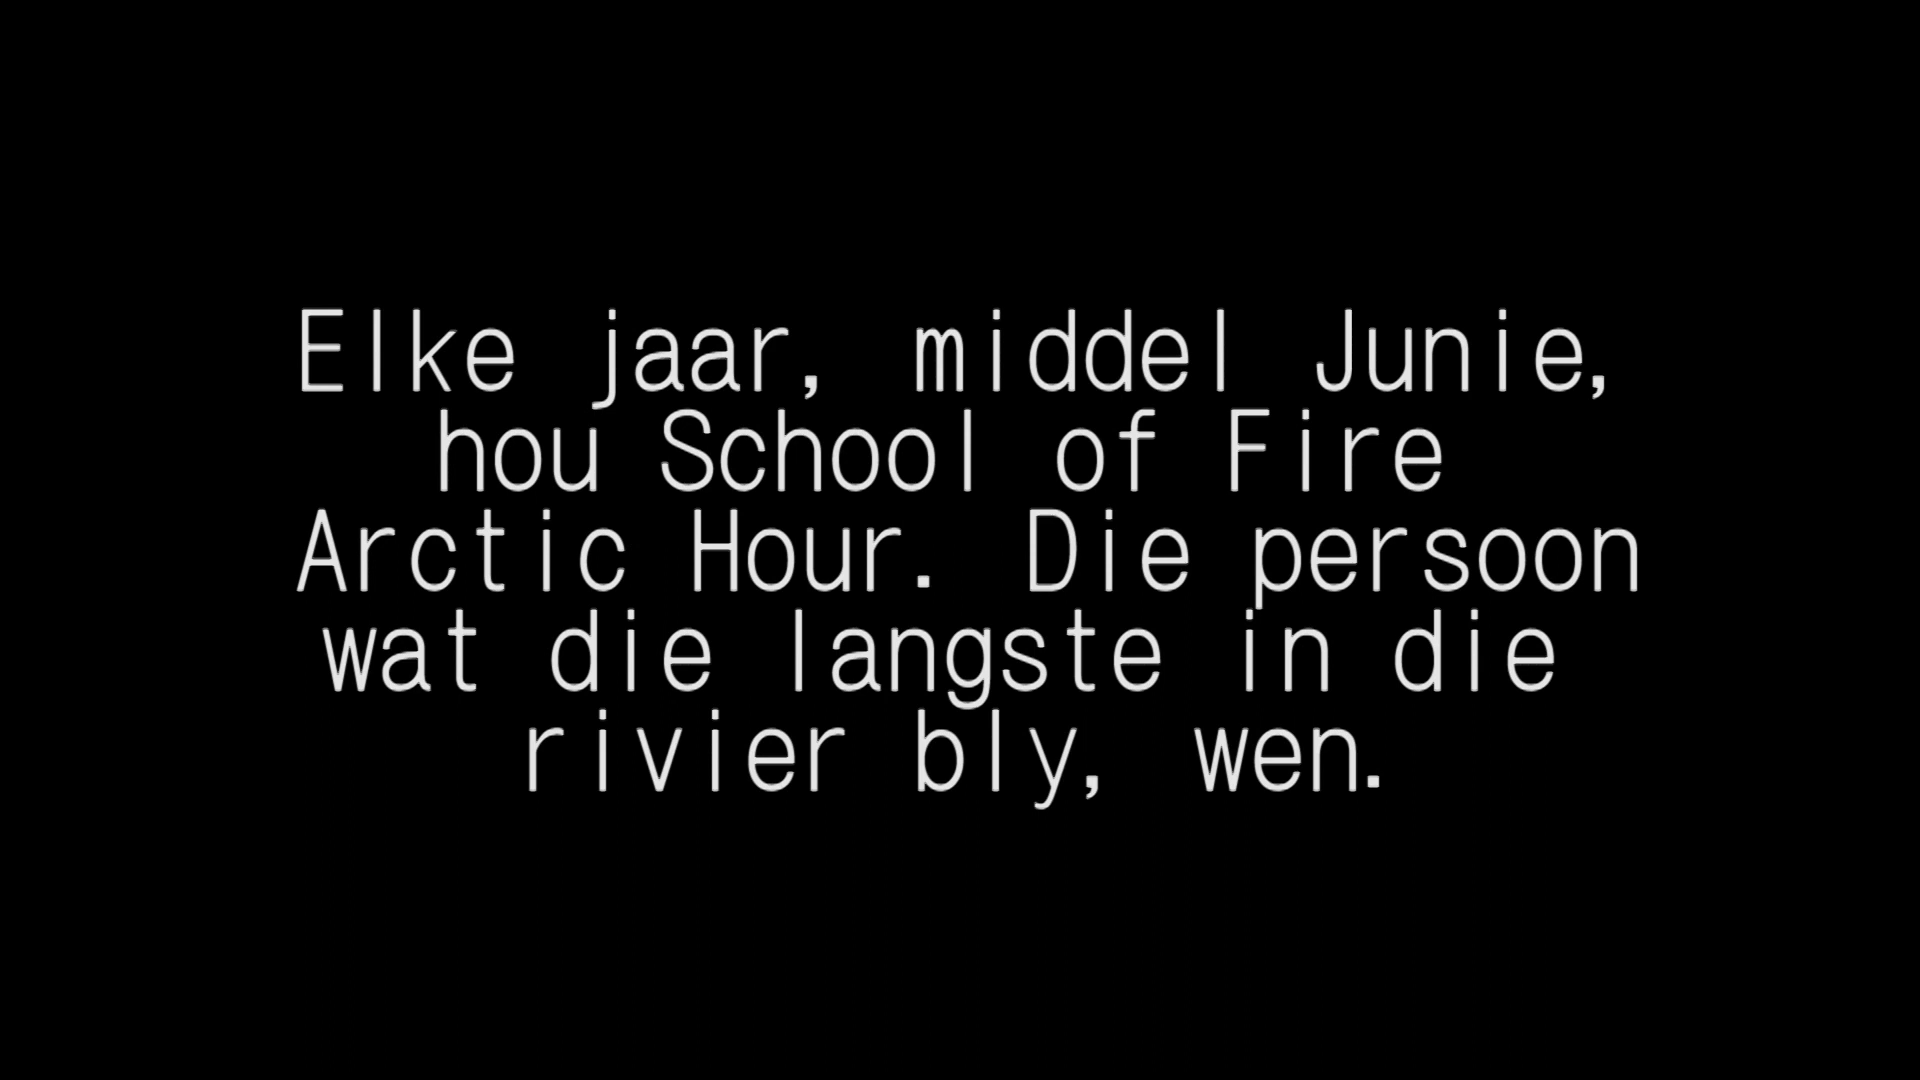 Elke jaar, middel Junie,
hou School of Fire
Arctic Hour. Die persoon
wat die langste in die
rivier bly, wen.